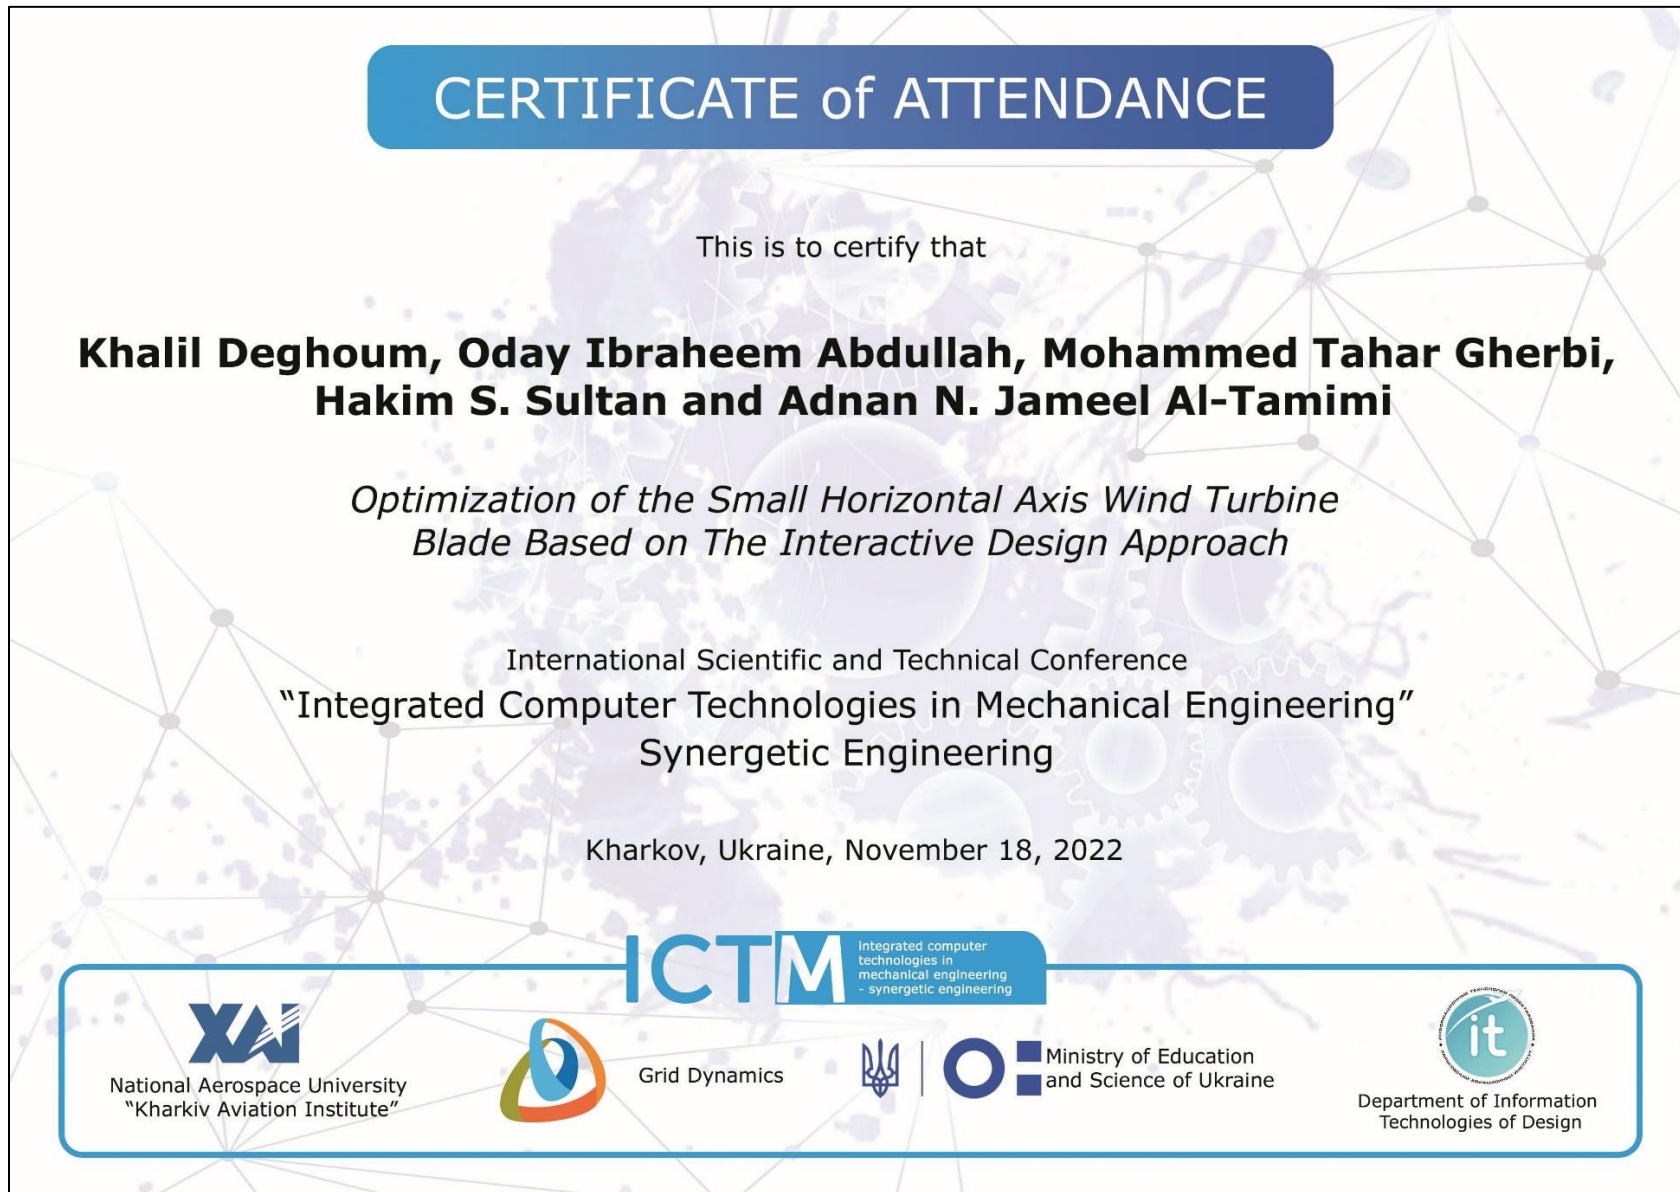 CERTIFICATE of ATTENDANCE
This is to certify that
Khalil Deghoum, Oday Ibraheem Abdullah, Mohammed Tahar Gherbi,
Hakim S. Sultan and Adnan N. Jameel Al-Tamimi
Optimization of the Small Horizontal Axis Wind Turbine
Blade Based on The Interactive Design Approach
International Scientific and Technical Conference
“Integrated Computer Technologies in Mechanical Engineering”
Synergetic Engineering
Kharkov, Ukraine, November 18, 2022
ICTM
Integrated computer
technologies in
mechanical engineering
- synergetic engineering
XAI
National Aerospace University
“Kharkiv Aviation Institute”
Grid Dynamics
Ministry of Education
and Science of Ukraine
it
Department of Information
Technologies of Design